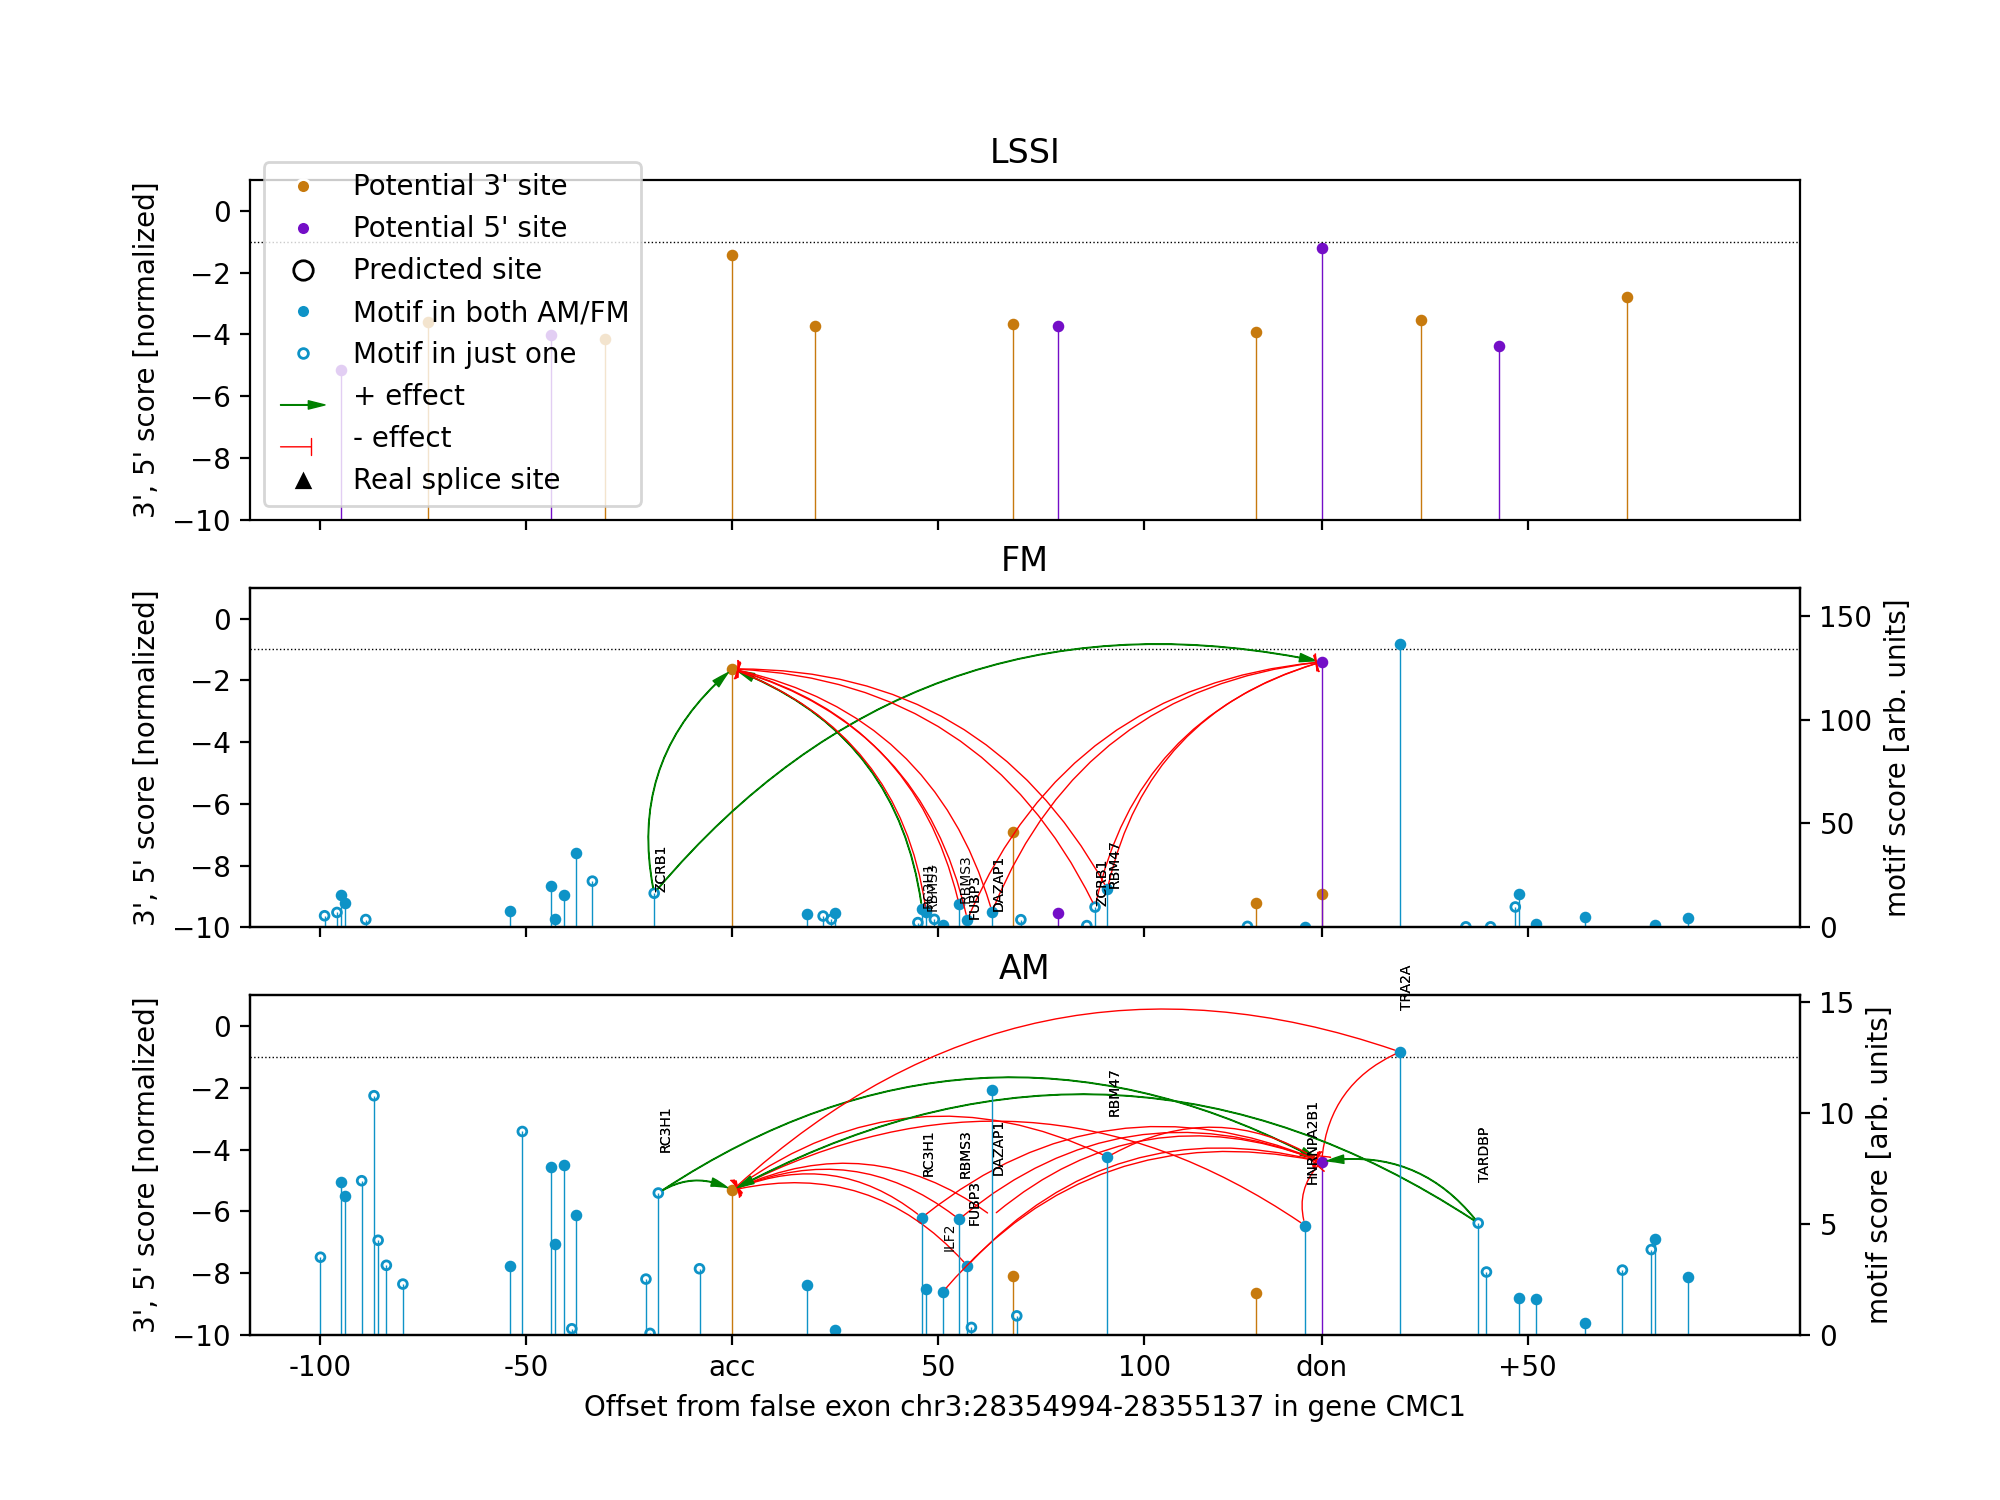 LSSI
3', 5' score [normalized]
0
−2
−4
−6
−8
−10
Potential 3' site
Potential 5' site
Predicted site
Motif in both AM/FM
Motif in just one
+ effect
- effect
Real splice site
FM
3', 5' score [normalized]
0
−2
−4
−6
−8
−10
ZCRB1
RC3H1
RBMS3
RBMS3
FUBP3
DAZAP1
ZCRB1
RBM47
150
100
50
0
motif score [arb. units]
AM
3', 5' score [normalized]
0
−2
−4
−6
−8
−10
RC3H1
RC3H1
ILF2
RBMS3
FUBP3
DAZAP1
RBM47
HNRNPA2B1
TRA2A
TARDBP
15
10
5
0
motif score [arb. units]
-100
-50
acc
50
100
don
+50
Offset from false exon chr3:28354994-28355137 in gene CMC1